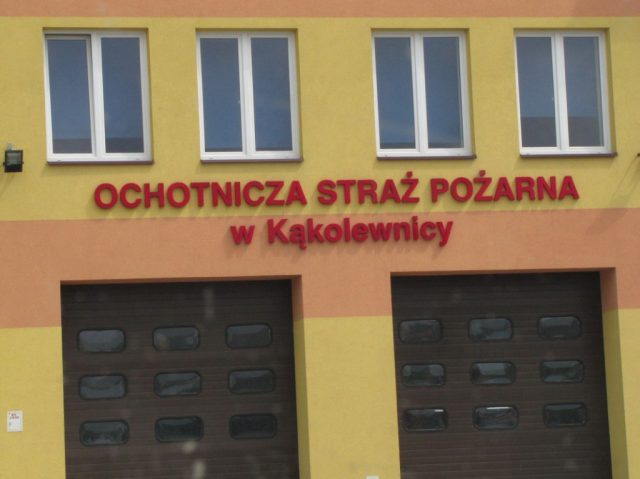 OCHOTNICZA STRAŻ POŻARNA
w Kąkolewnicy